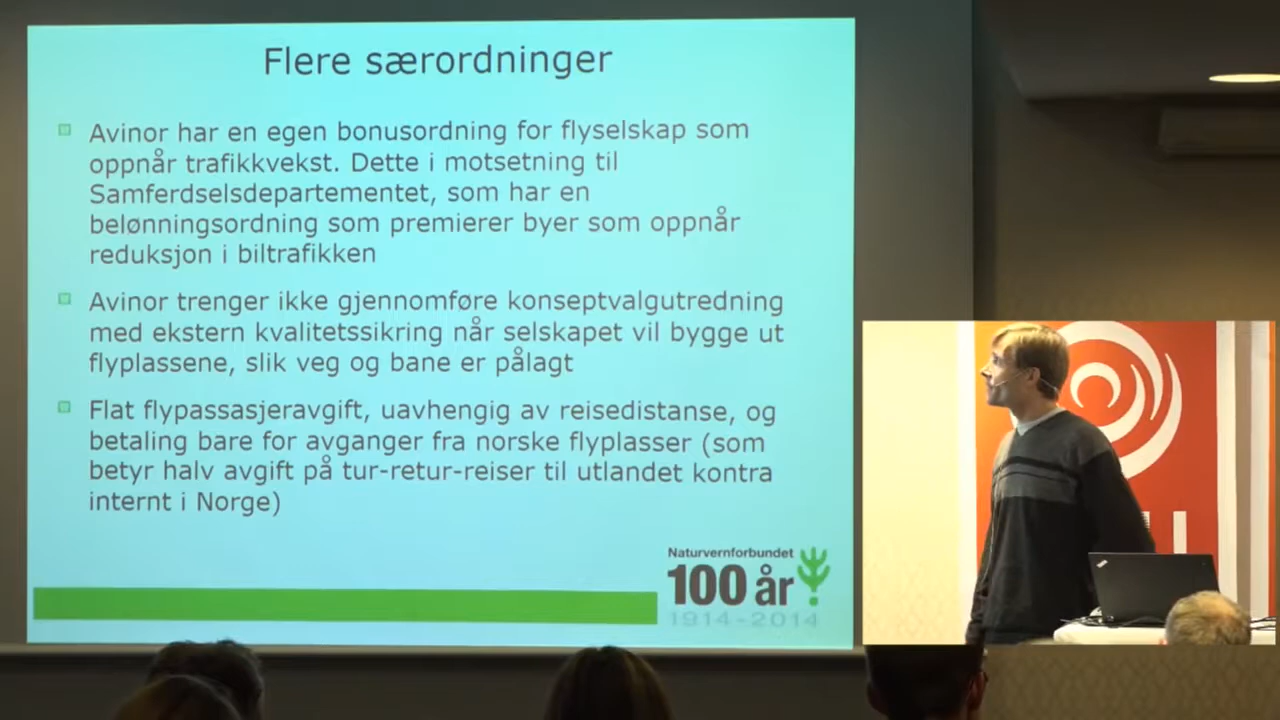 Flere særordninger
Avinor har en egen bonusordning for flyselskap som
oppnår trafikkvekst. Dette i motsetning til
Samferdselsdepartementet, som har en
belønningsordning som premierer byer som oppnår
reduksjon i biltrafikken
Avinor trenger ikke gjennomføre konseptvalgutredning
med ekstern kvalitetssikring når selskapet vil bygge ut
flyplassene, slik veg og bane er pålagt
Flat flypassasjeravgift, uavhengig av reisedistanse, og
betaling bare for avganger fra norske flyplasser (som
betyr halv avgift på tur-retur-reiser til utlandet kontra
internt i Norge)
Naturvernforbundet
100 år
1914-2014